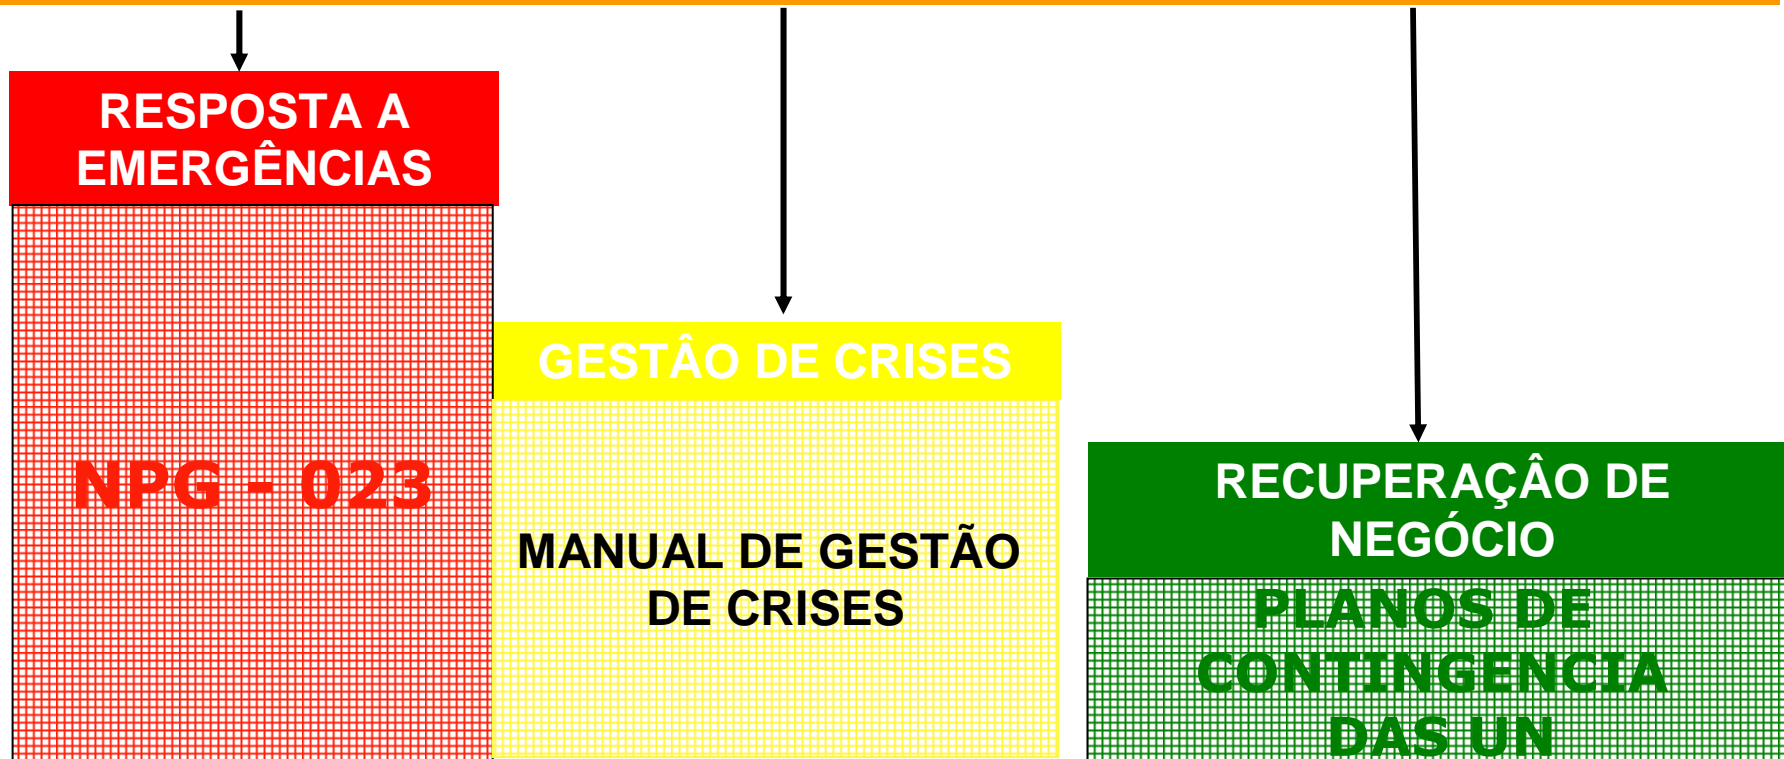 RESPOSTA A
EMERGÊNCIAS
NPG - 023
GESTÂO DE CRISES
MANUAL DE GESTÃO
DE CRISES
RECUPERAÇÂO DE
NEGÓCIO
PLANOS DE
CONTINGENCIA
DAS UN